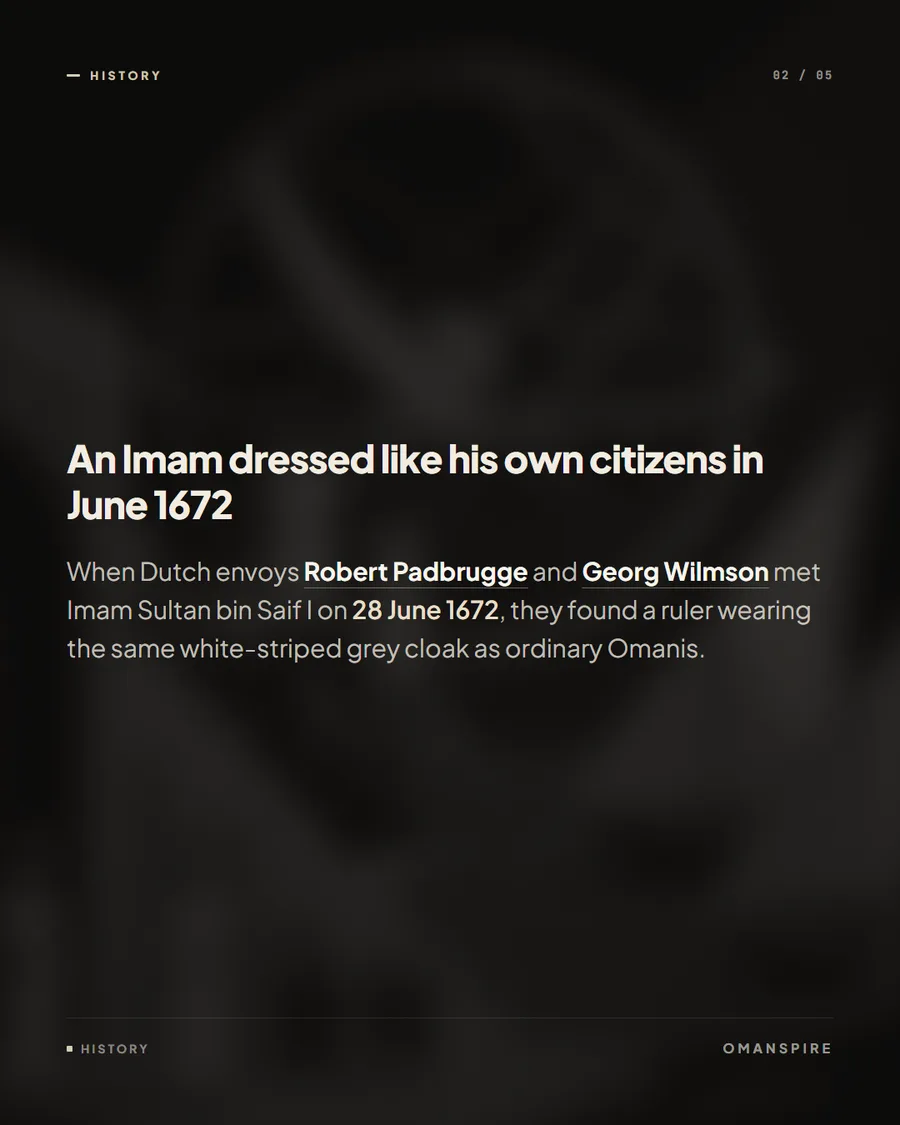 HISTORY
02 / 05
An Imam dressed like his own citizens in
June 1672
When Dutch envoys Robert Padbrugge and Georg Wilmson met
Imam Sultan bin Saif I on 28 June 1672, they found a ruler wearing
the same white-striped grey cloak as ordinary Omanis.
HISTORY
OMANSPIRE